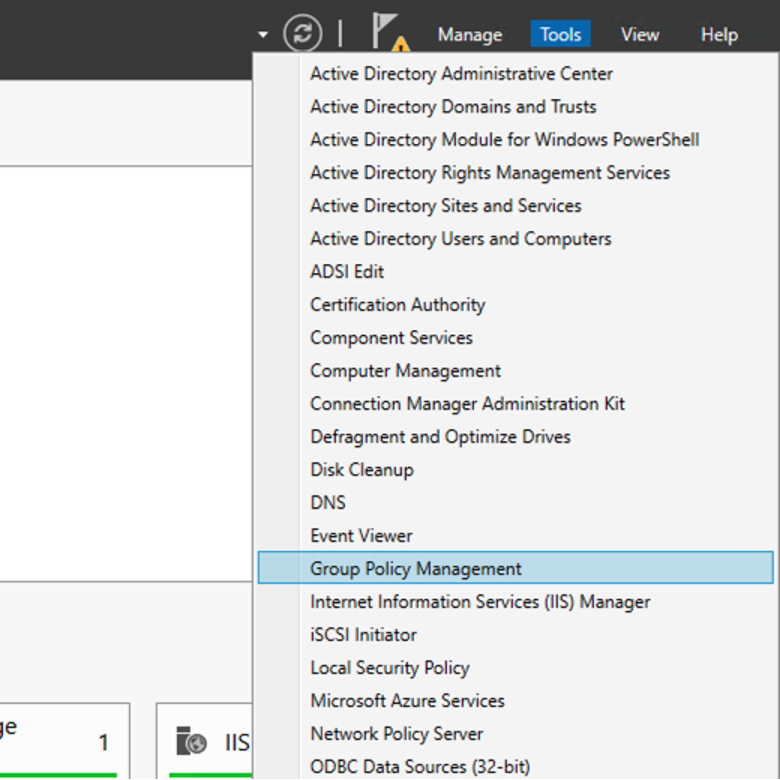 Manage Tools View Help
Active Directory Administrative Center
Active Directory Domains and Trusts
Active Directory Module for Windows PowerShell
Active Directory Rights Management Services
Active Directory Sites and Services
Active Directory Users and Computers
ADSI Edit
Certification Authority
Component Services
Computer Management
Connection Manager Administration Kit
Defragment and Optimize Drives
Disk Cleanup
DNS
Event Viewer
Group Policy Management
Internet Information Services (IIS) Manager
iSCSI Initiator
Local Security Policy
Microsoft Azure Services
Network Policy Server
ODBC Data Sources (32-bit)
ge 1
IIS